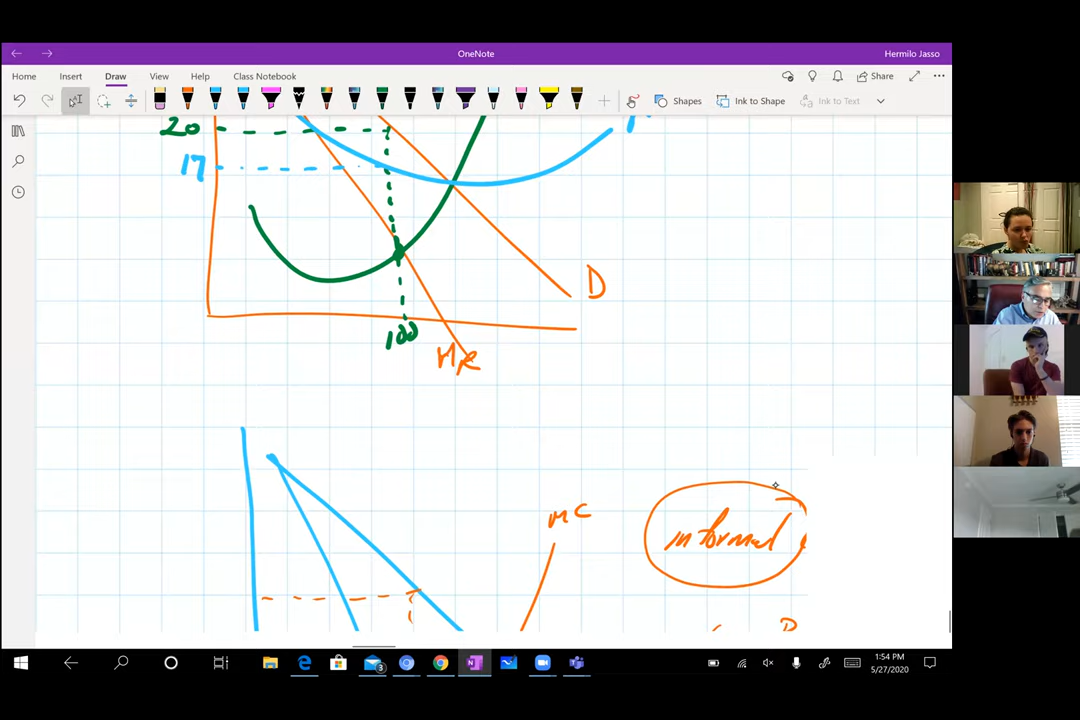 OneNote
Hermilo Jasso
Home Insert Draw View Help Class Notebook Share
Shapes Ink to Shape Ink to Text
20
17
D
100
MR
MC
informal
3
1:54 PM
5/27/2020